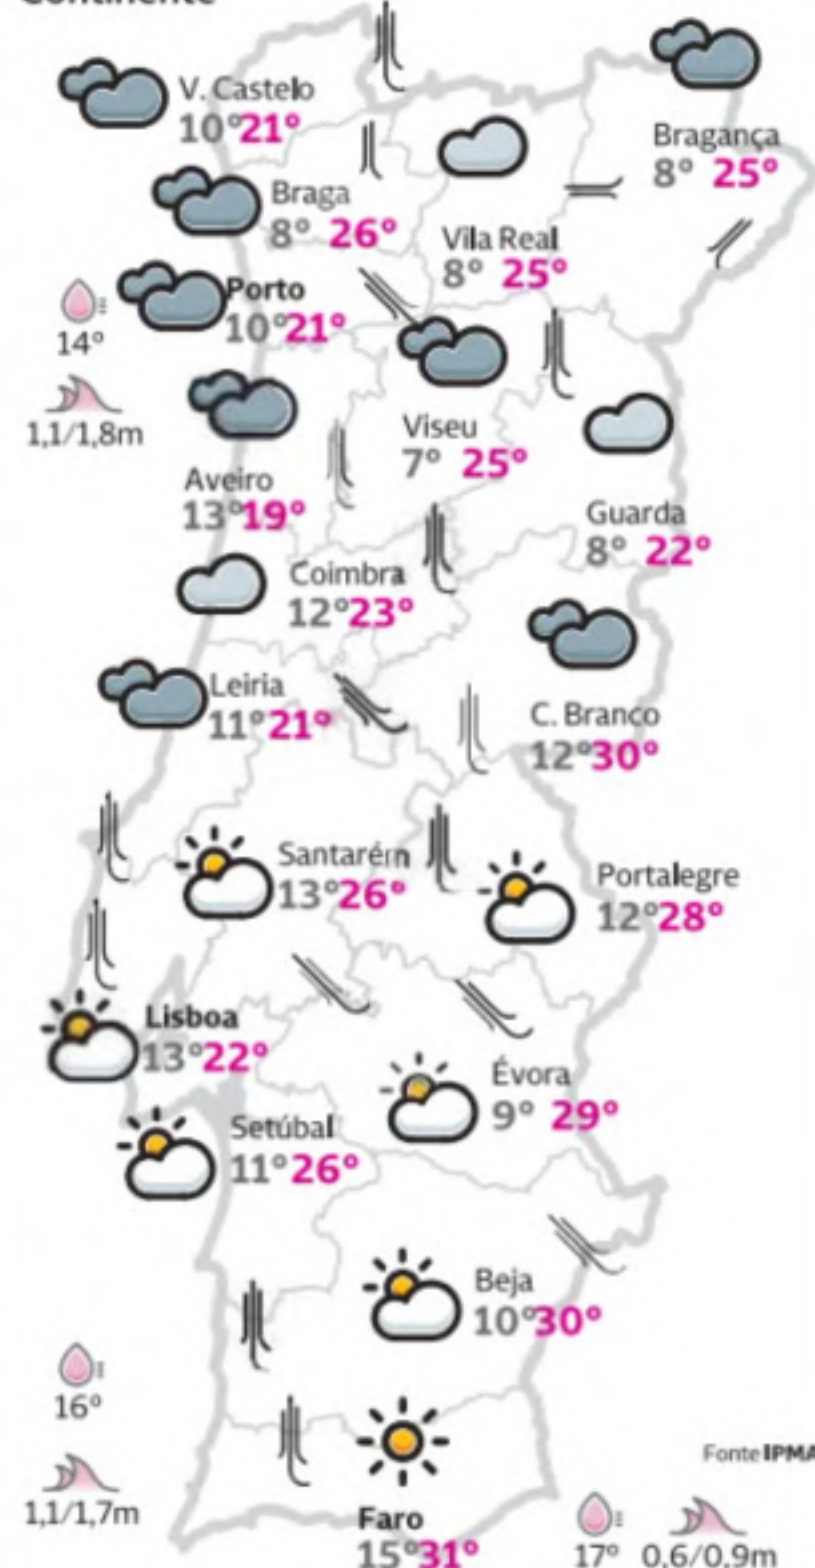 Continente
V. Castelo
10° 21°
Bragança
8° 25°
Braga
8° 26°
Vila Real
8° 25°
Porto
10° 21°
14°
1,1/1,8m
Viseu
7° 25°
Aveiro
13° 19°
Guarda
8° 22°
Coimbra
12° 23°
Leiria
11° 21°
C. Branco
12° 30°
Santarém
13° 26°
Portalegre
12° 28°
Lisboa
13° 22°
Évora
9° 29°
Setúbal
11° 26°
Beja
10° 30°
16°
1,1/1,7m
Fonte IPMA
Faro
15° 31°
17° 0,6/0,9m